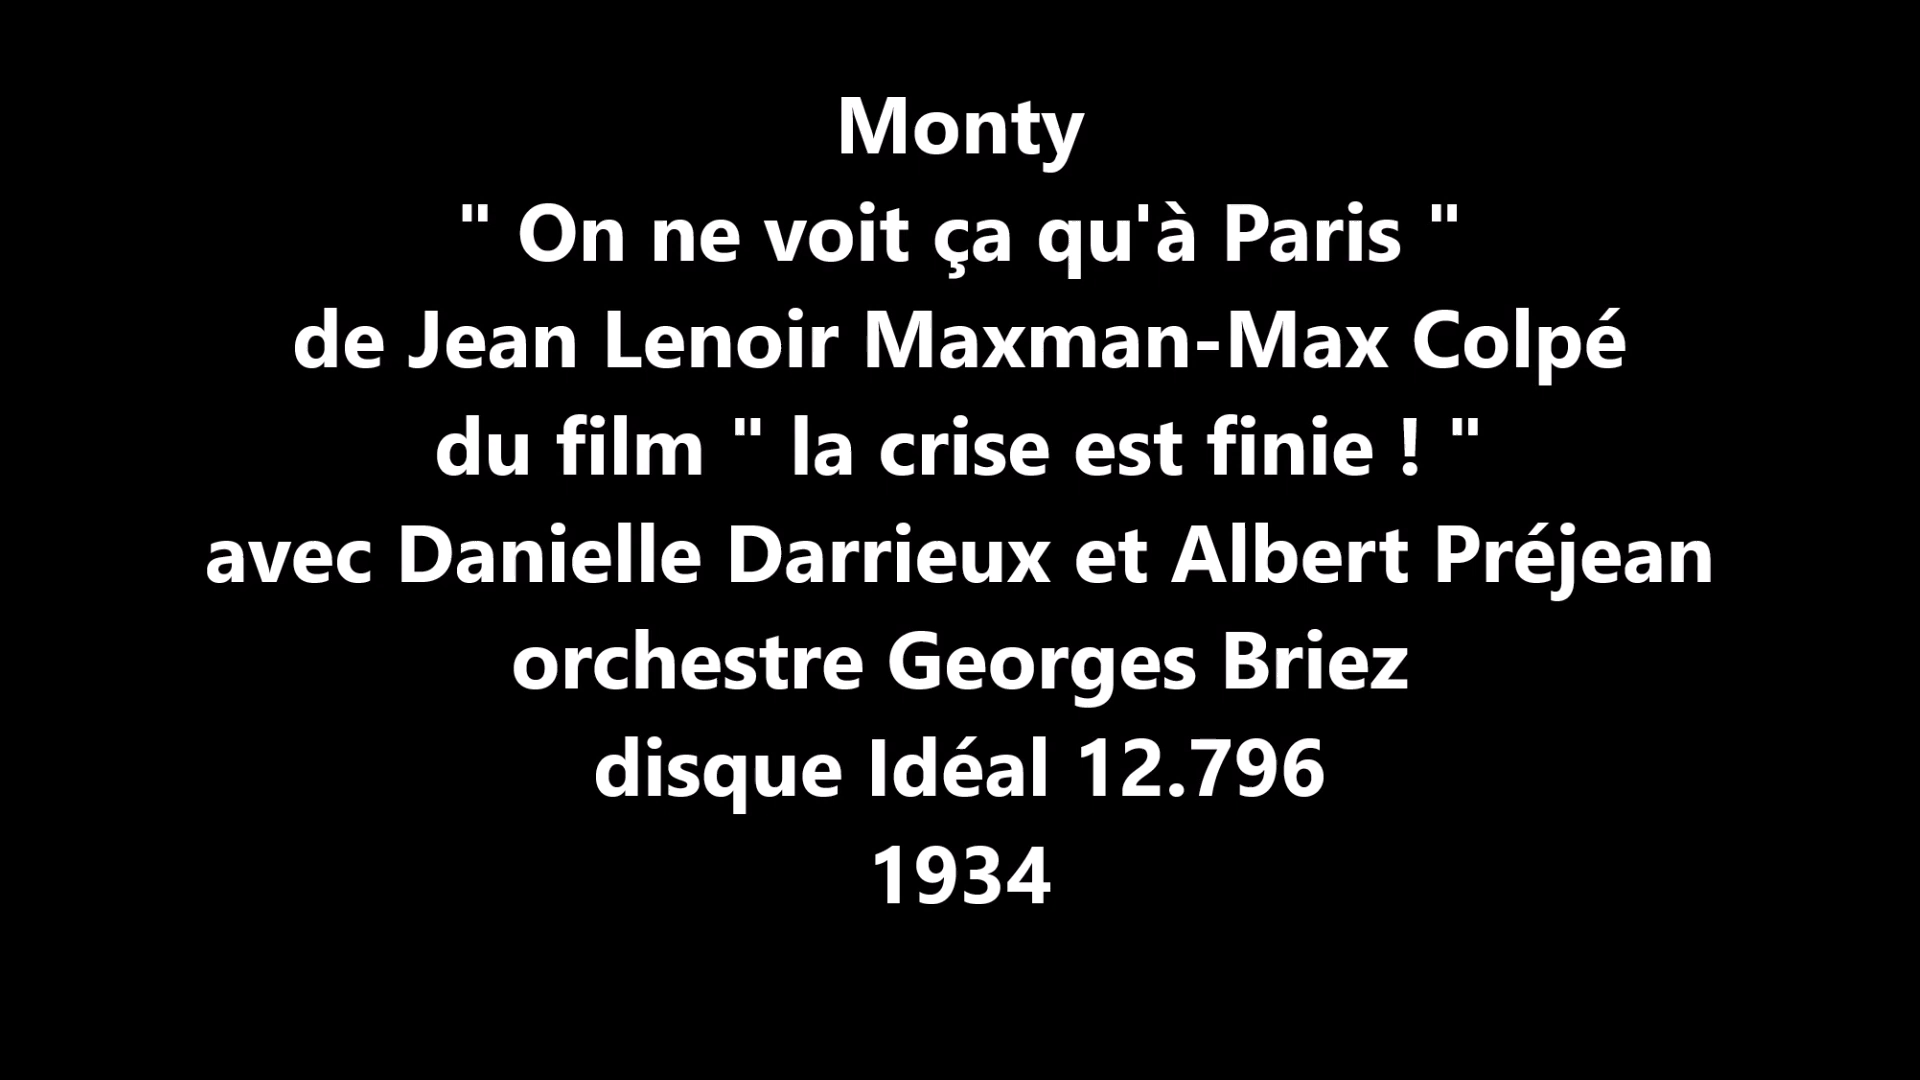 Monty
" On ne voit ça qu'à Paris "
de Jean Lenoir Maxman-Max Colpé
du film " la crise est finie ! "
avec Danielle Darrieux et Albert Préjean
orchestre Georges Briez
disque Idéal 12.796
1934